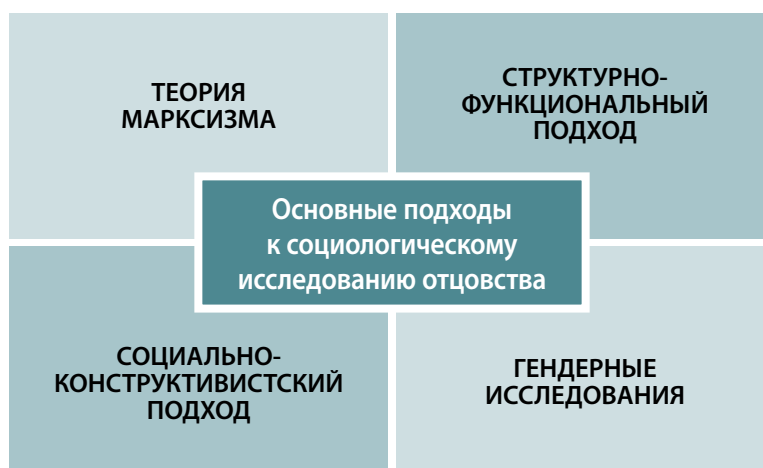 ТЕОРИЯ
МАРКСИЗМА
СТРУКТУРНО-
ФУНКЦИОНАЛЬНЫЙ
ПОДХОД
Основные подходы
к социологическому
исследованию отцовства
СОЦИАЛЬНО-
КОНСТРУКТИВИСТСКИЙ
ПОДХОД
ГЕНДЕРНЫЕ
ИССЛЕДОВАНИЯ